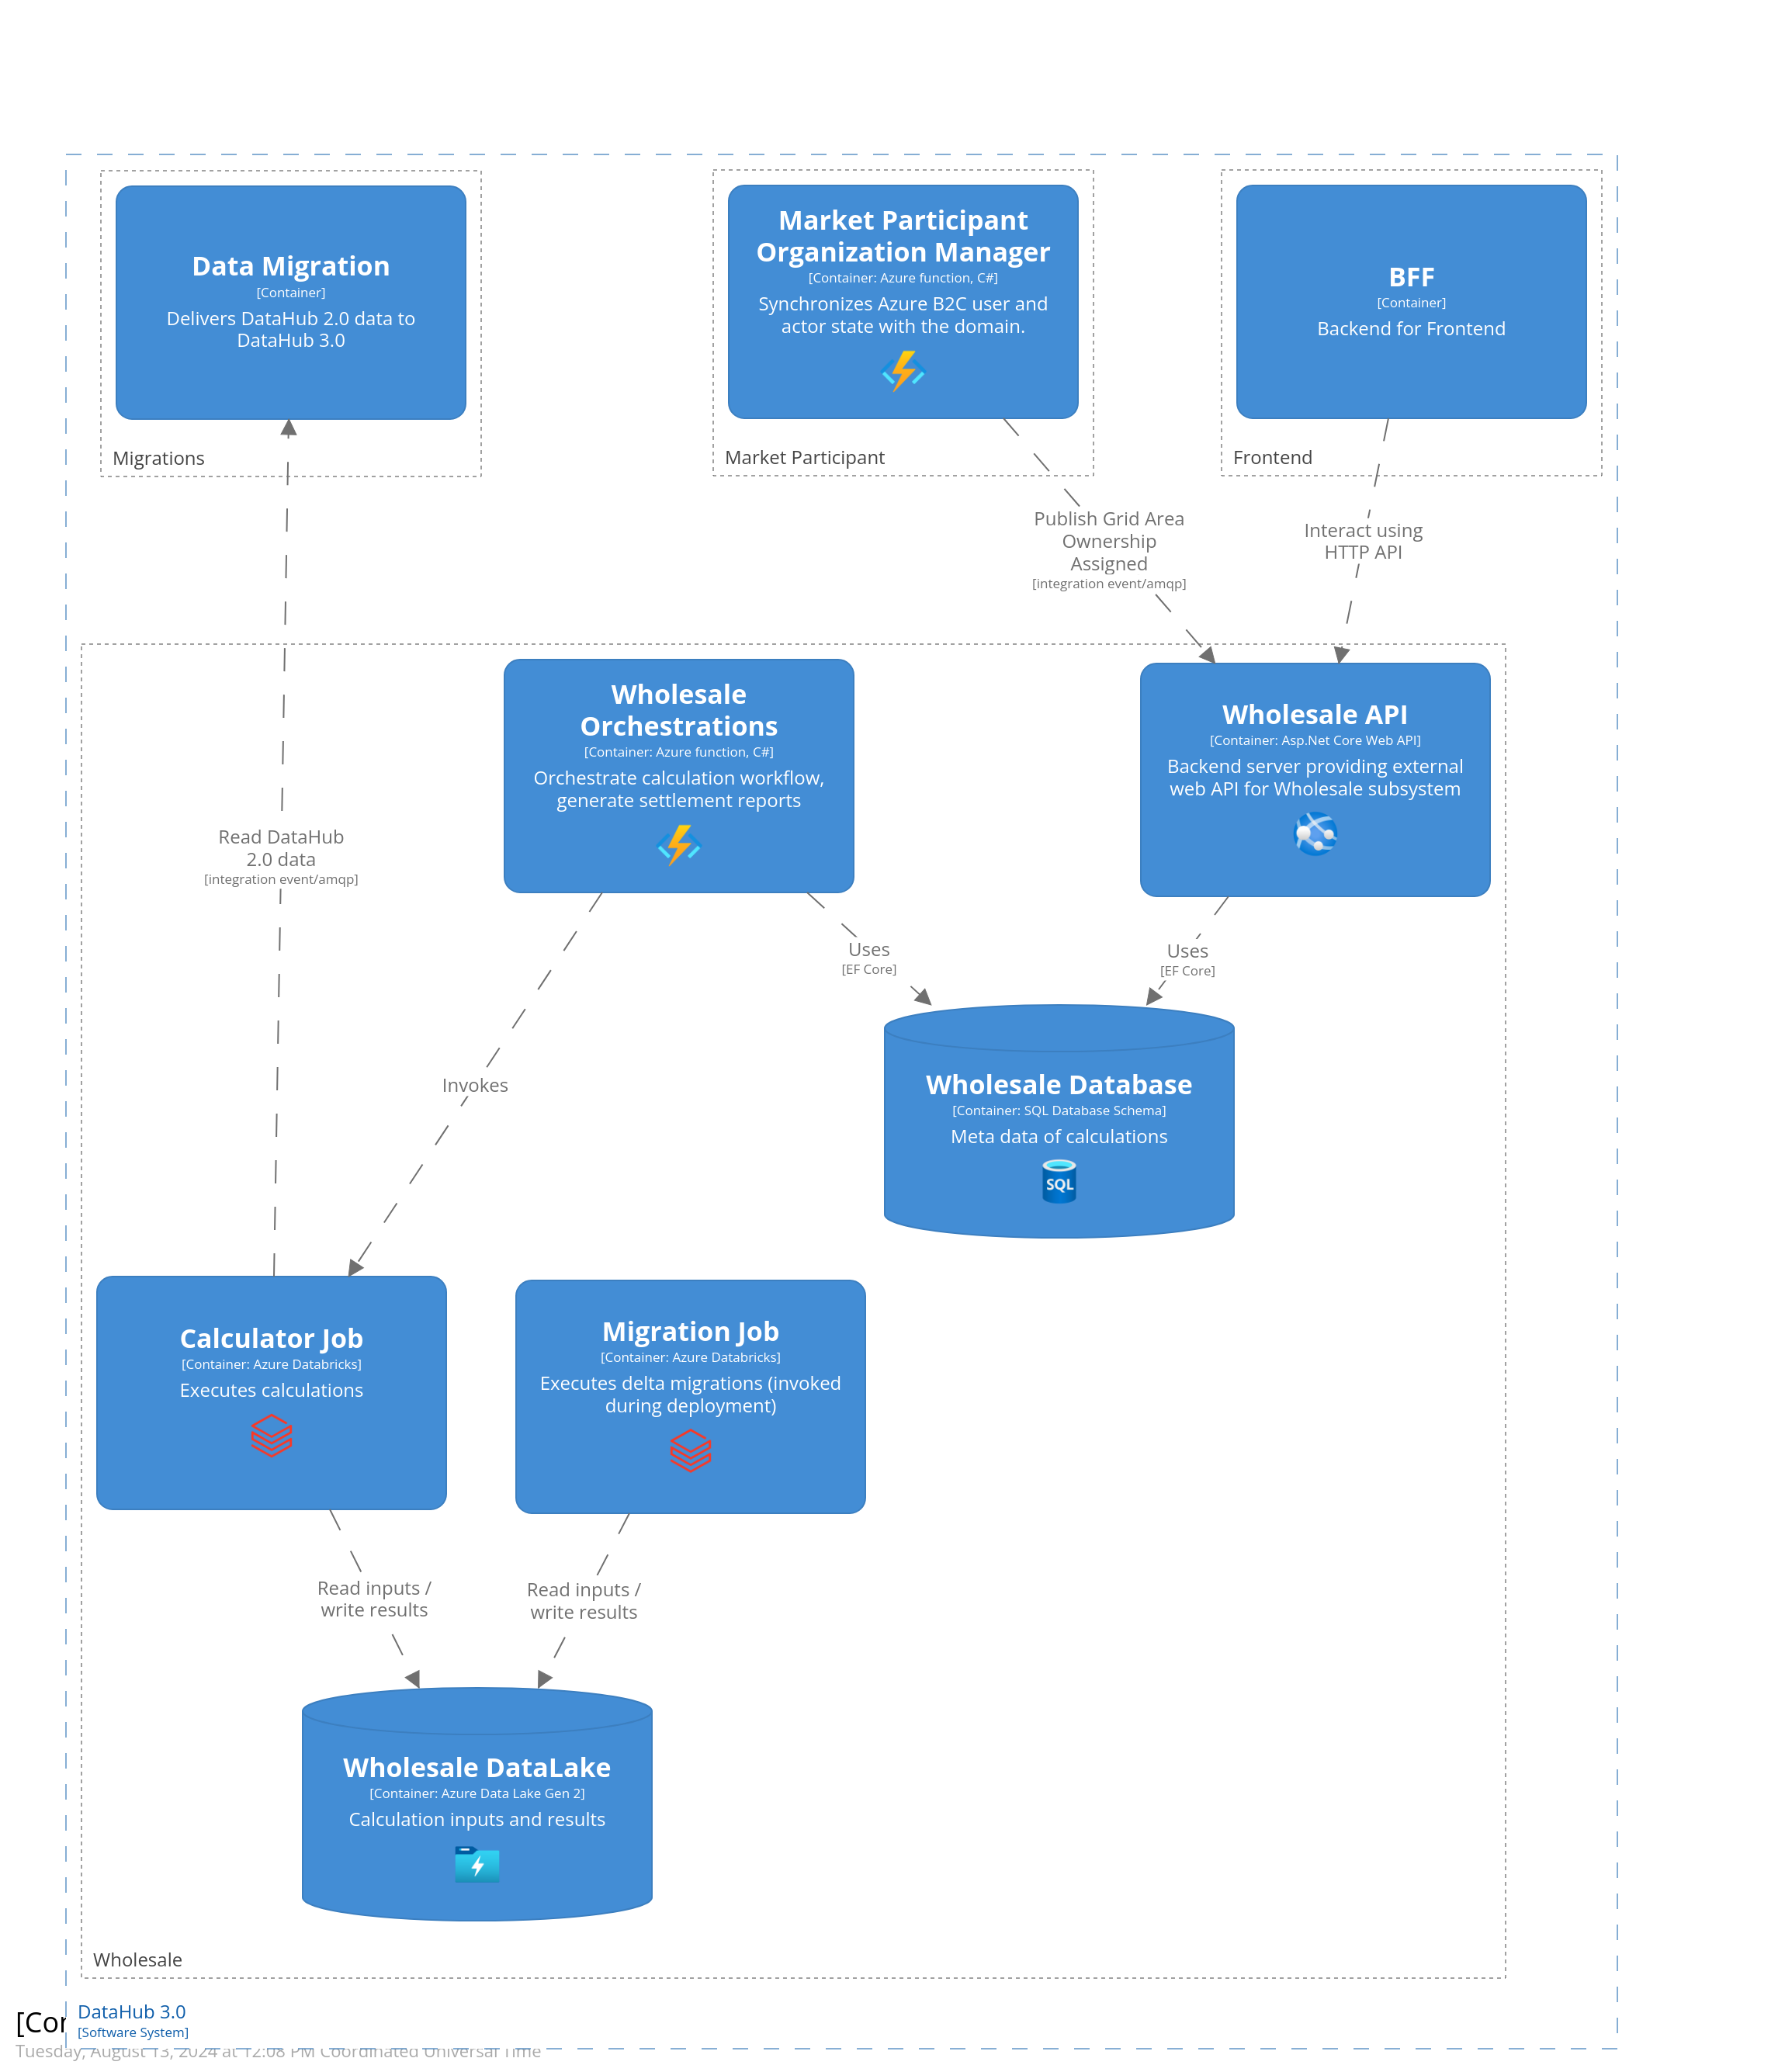 Data Migration
[Container]
Delivers DataHub 2.0 data to
DataHub 3.0
Migrations
Market Participant
Organization Manager
[Container: Azure function, C#]
Synchronizes Azure B2C user and
actor state with the domain.
Market Participant
BFF
[Container]
Backend for Frontend
Frontend
Publish Grid Area
Ownership
Assigned
[integration event/amqp]
Interact using
HTTP API
Wholesale
Orchestrations
[Container: Azure function, C#]
Orchestrate calculation workflow,
generate settlement reports
Wholesale API
[Container: Asp.Net Core Web API]
Backend server providing external
web API for Wholesale subsystem
Read DataHub
2.0 data
[integration event/amqp]
Uses
[EF Core]
Uses
[EF Core]
Invokes
Wholesale Database
[Container: SQL Database Schema]
Meta data of calculations
SQL
Calculator Job
[Container: Azure Databricks]
Executes calculations
Migration Job
[Container: Azure Databricks]
Executes delta migrations (invoked
during deployment)
Read inputs /
write results
Read inputs /
write results
Wholesale DataLake
[Container: Azure Data Lake Gen 2]
Calculation inputs and results
Wholesale
DataHub 3.0
[Software System]
Tuesday, August 13, 2024 at 12:08 PM Coordinated Universal Time